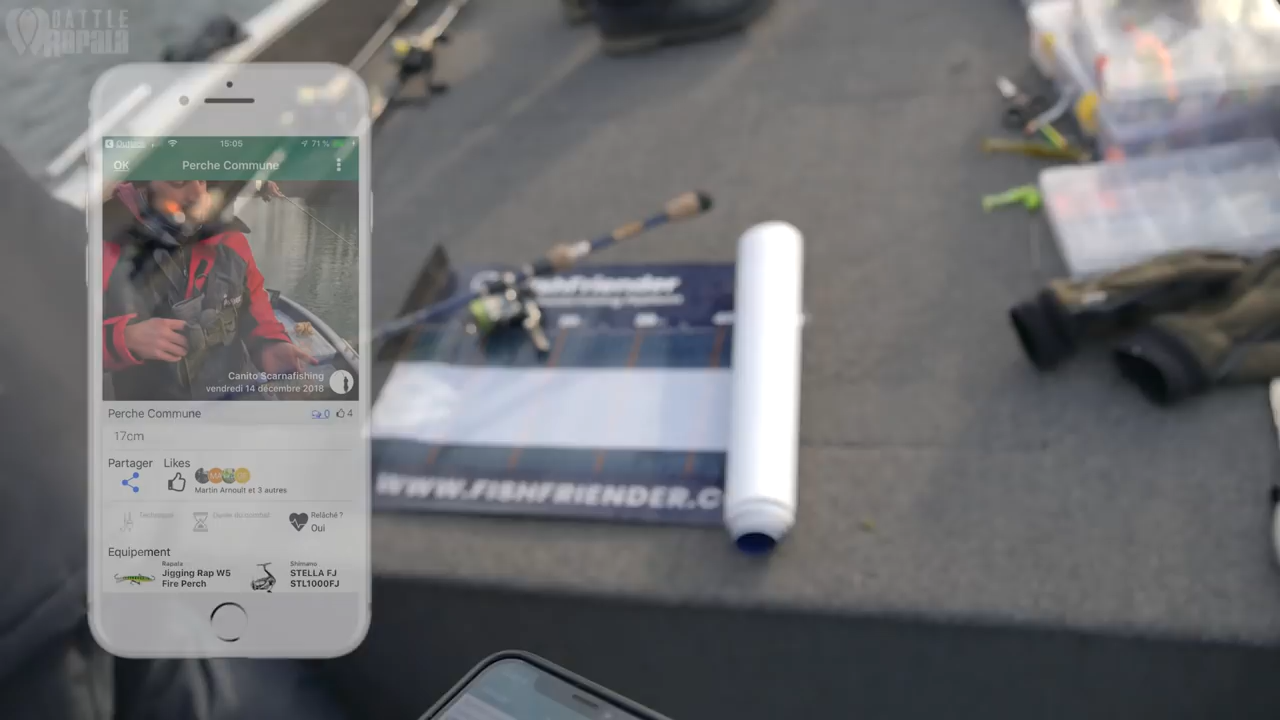 BATTLE
Rapala
15:05
71 %
OK
Perche Commune
Canito Scarnafishing
vendredi 14 décembre 2018
Perche Commune
0
4
17cm
Partager
Likes
Martin Arnoult et 3 autres
Technique
Durée du combat
Relâché ?
Oui
Equipement
Rapala
Jigging Rap W5
Fire Perch
Shimano
STELLA FJ
STL1000FJ
FishFriender
WWW.FISHFRIENDER.C